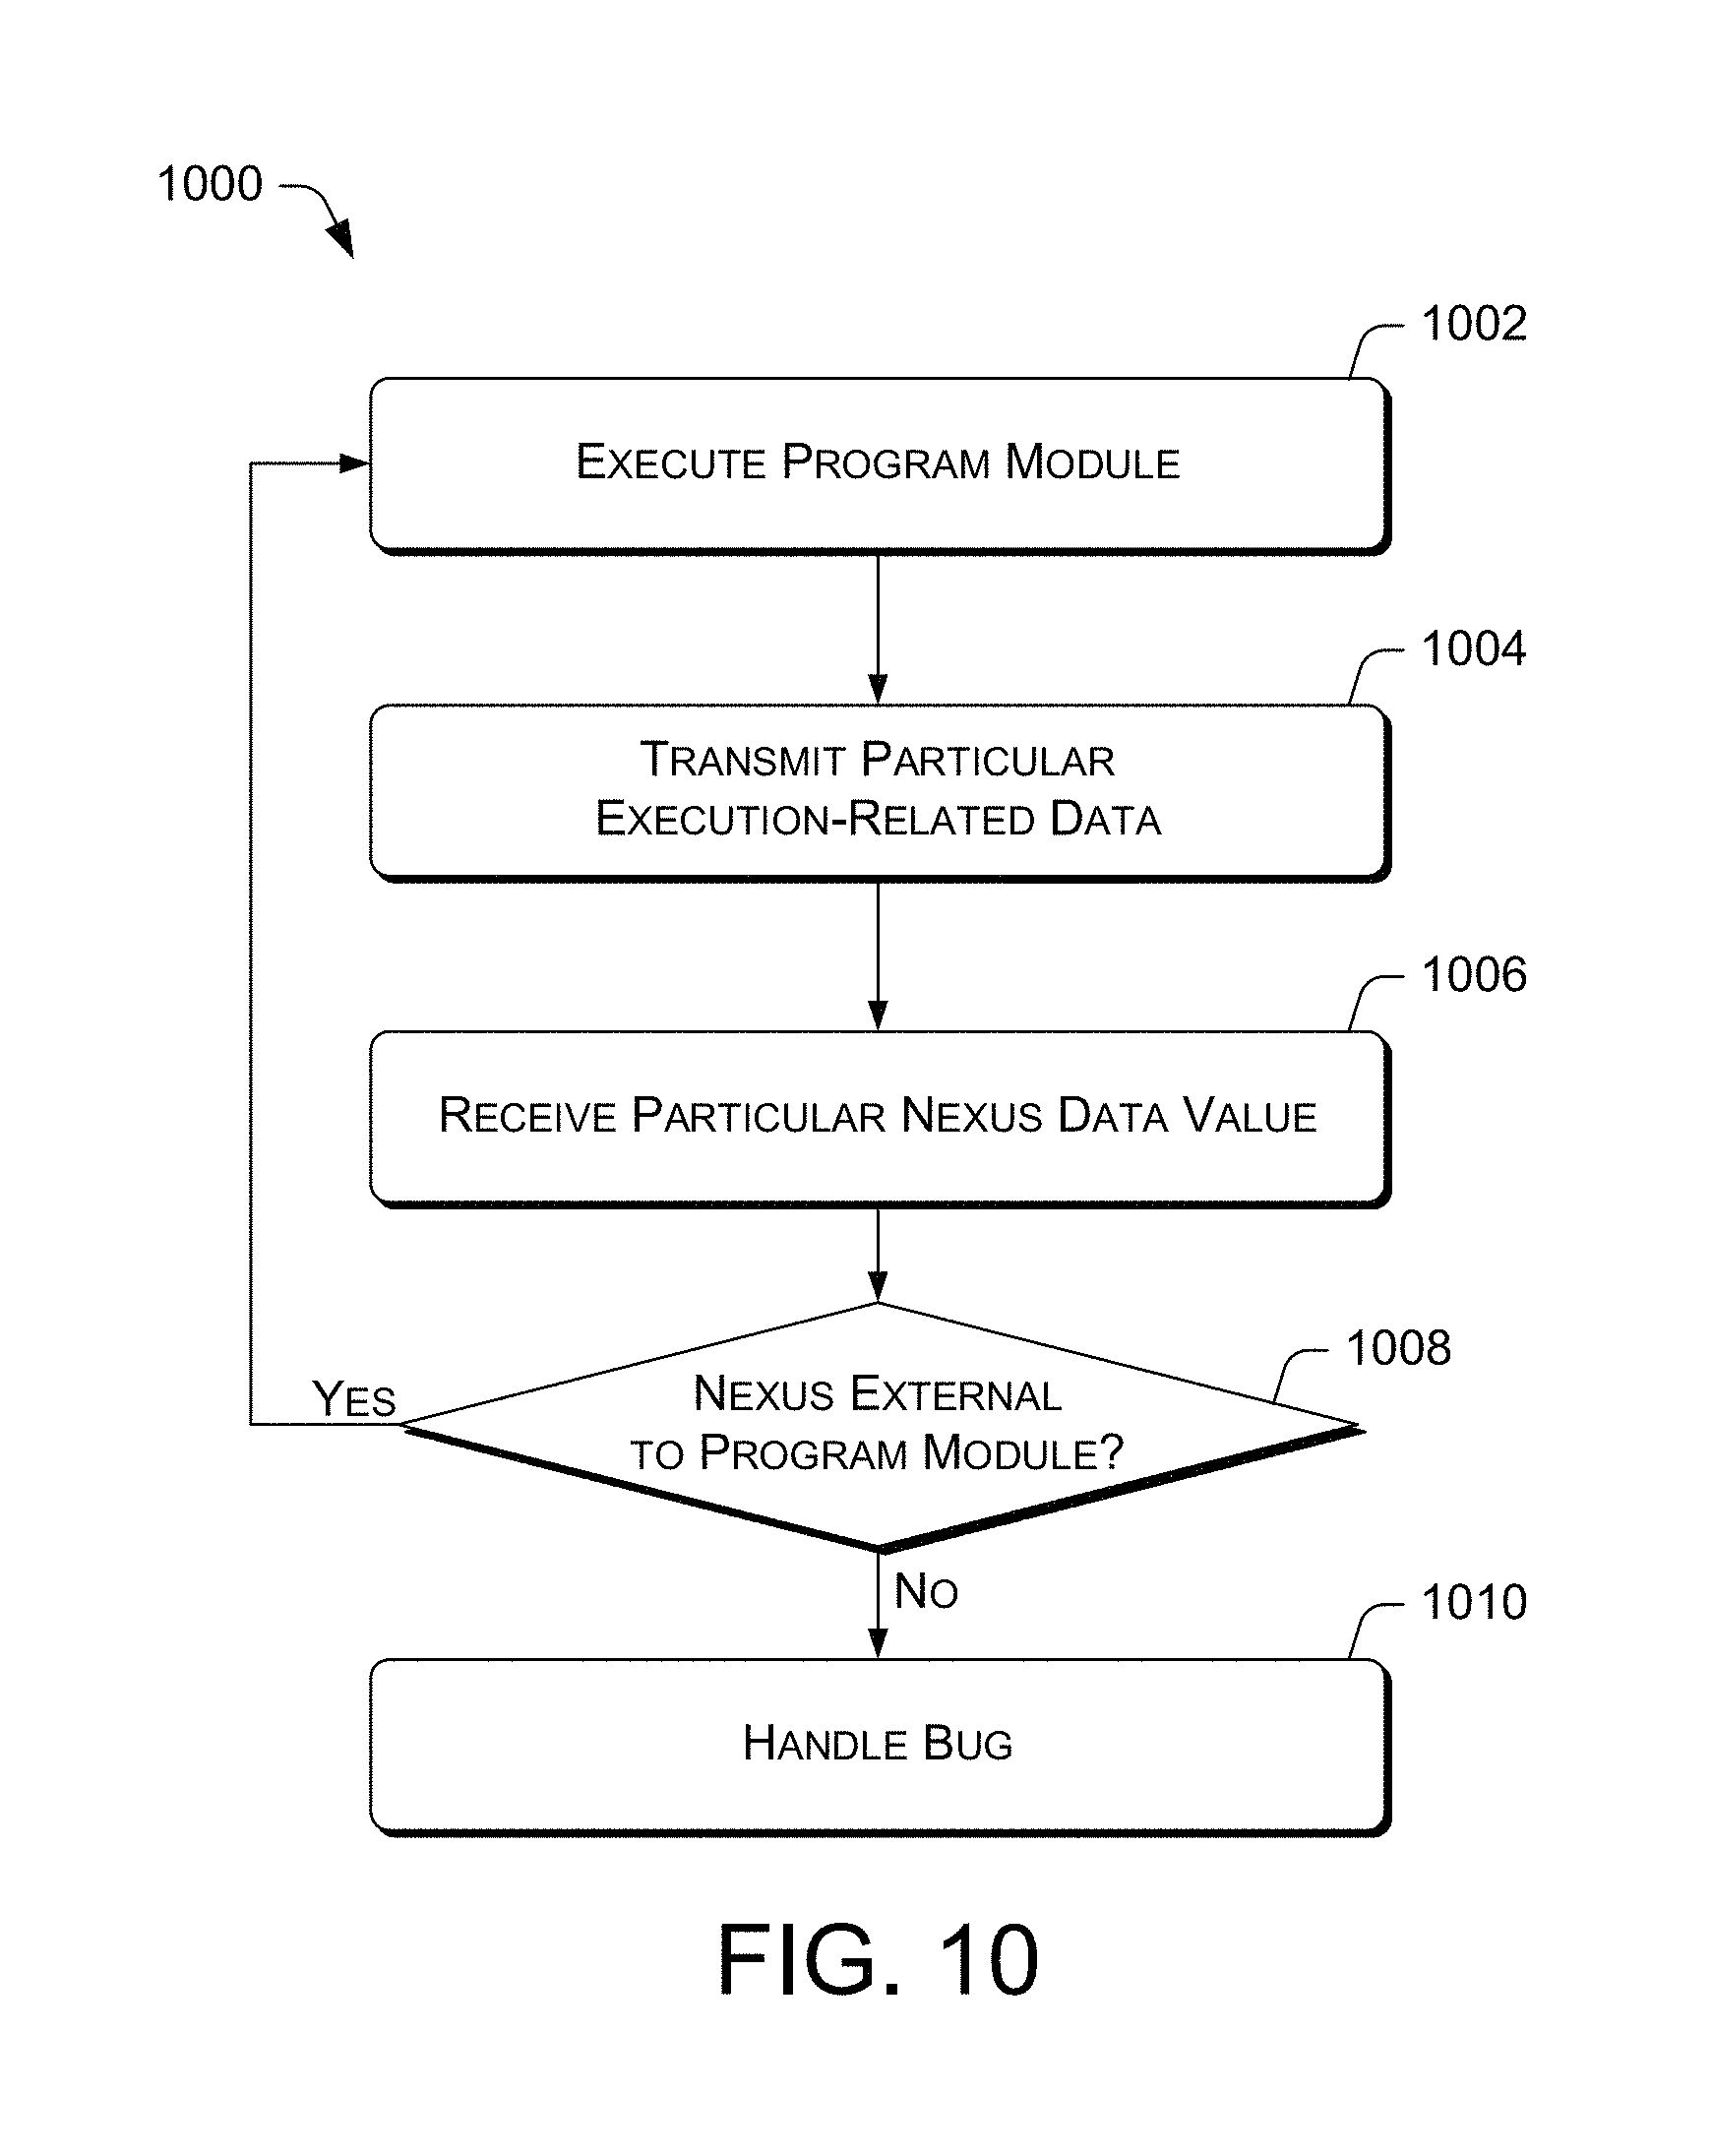 1000
1002
EXECUTE PROGRAM MODULE
1004
TRANSMIT PARTICULAR
EXECUTION-RELATED DATA
1006
RECEIVE PARTICULAR NEXUS DATA VALUE
1008
YES
NEXUS EXTERNAL
TO PROGRAM MODULE?
NO
1010
HANDLE BUG
FIG. 10